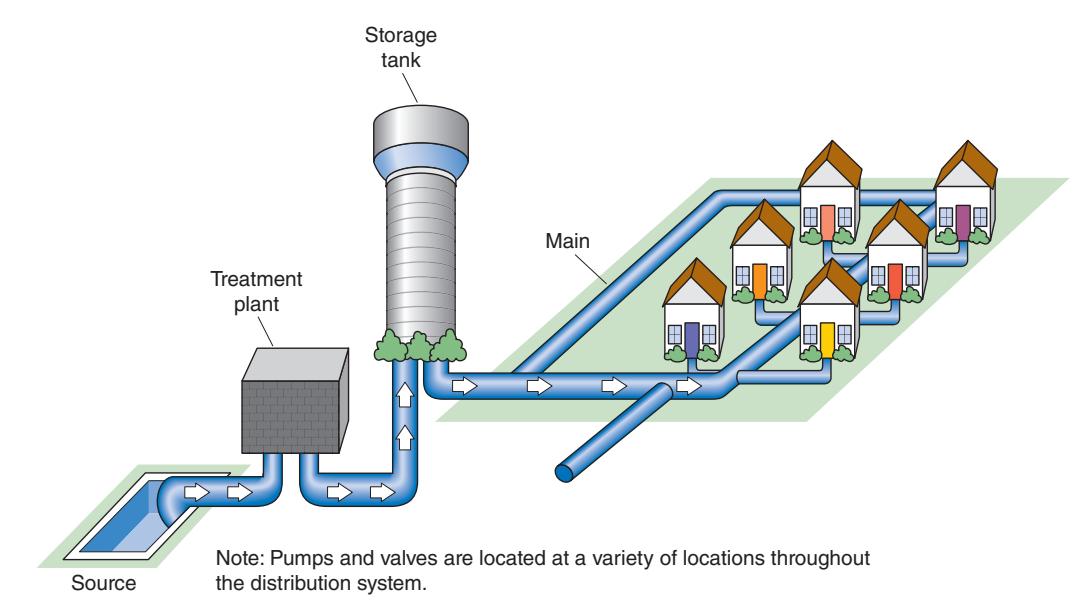 Storage
tank
Main
Treatment
plant
Source
Note: Pumps and valves are located at a variety of locations throughout
the distribution system.